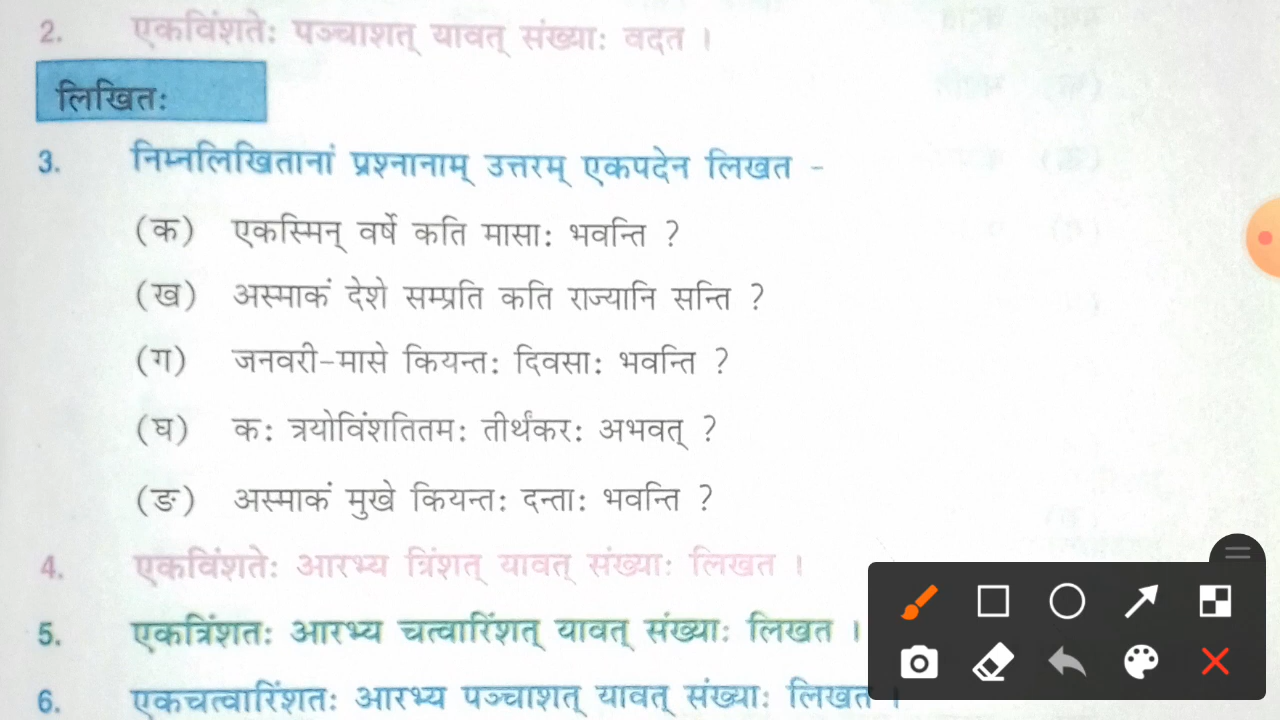 2. एकविंशतेः पञ्चाशत् यावत् संख्याः वदत ।
लिखितः
3. निम्नलिखितानां प्रश्नानाम् उत्तरम् एकपदेन लिखत -
(क) एकस्मिन् वर्षे कति मासाः भवन्ति ?
(ख) अस्माकं देशे सम्प्रति कति राज्यानि सन्ति ?
(ग) जनवरी-मासे कियन्तः दिवसाः भवन्ति ?
(घ) कः त्रयोविंशतितमः तीर्थंकरः अभवत् ?
(ङ) अस्माकं मुखे कियन्तः दन्ताः भवन्ति ?
4. एकविंशतेः आरभ्य त्रिंशत् यावत् संख्याः लिखत ।
5. एकत्रिंशतः आरभ्य चत्वारिंशत् यावत् संख्याः लिखत ।
6. एकचत्वारिंशतः आरभ्य पञ्चाशत् यावत् संख्याः लिखत ।